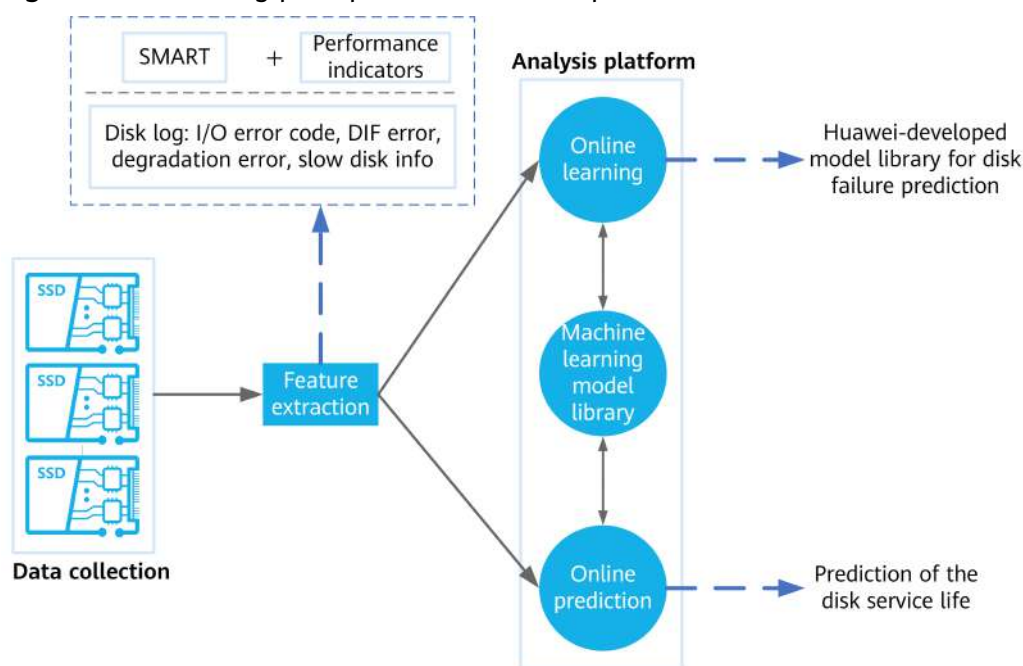 SMART
+
Performance
indicators
Disk log: I/O error code, DIF error,
degradation error, slow disk info
Analysis platform
Online
learning
Huawei-developed
model library for disk
failure prediction
SSD
SSD
SSD
Data collection
Feature
extraction
Machine
learning
model
library
Online
prediction
Prediction of the
disk service life